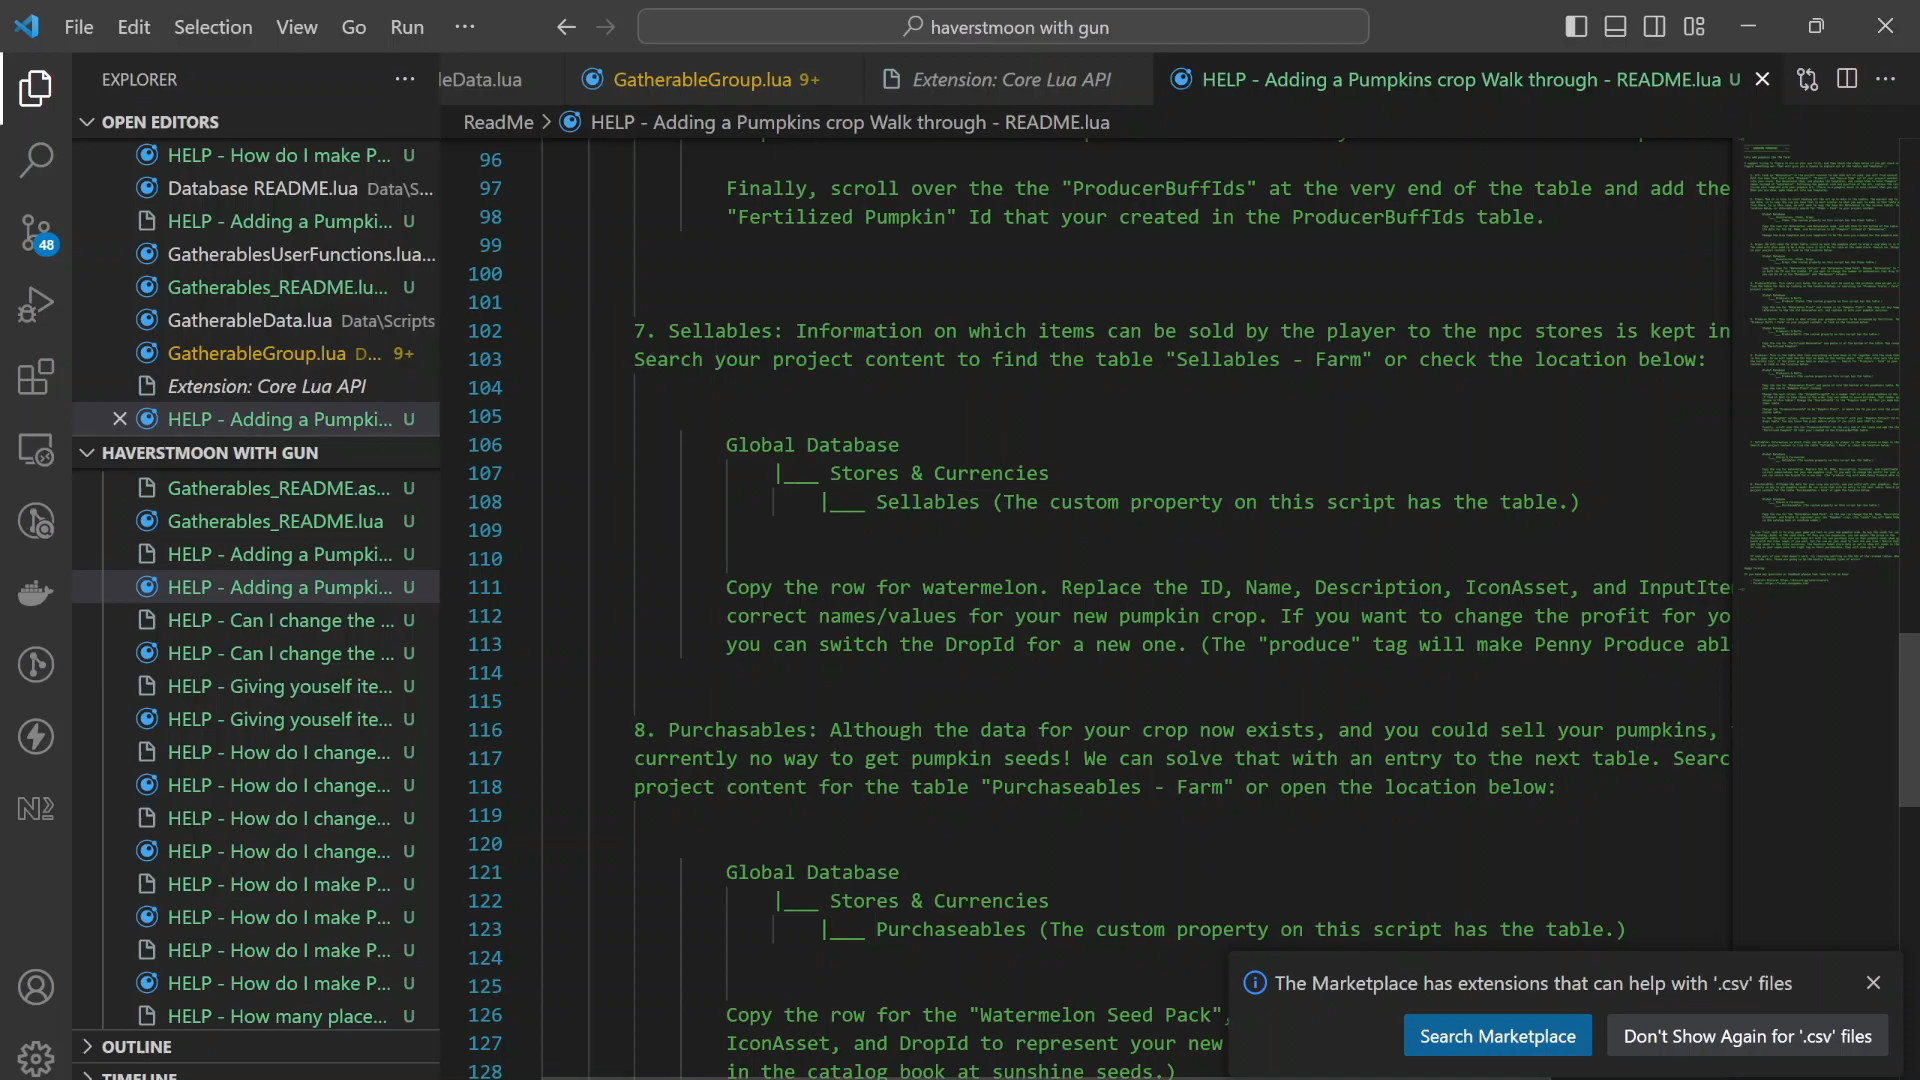 File Edit Selection View Go Run ···
haverstmoon with gun
EXPLORER ···
leData.lua
GatherableGroup.lua 9+
Extension: Core Lua API
HELP - Adding a Pumpkins crop Walk through - README.lua U
ReadMe > HELP - Adding a Pumpkins crop Walk through - README.lua
OPEN EDITORS
HELP - How do I make P... U
Database README.lua Data\S...
HELP - Adding a Pumpki... U
GatherablesUserFunctions.lua...
Gatherables_README.lu... U
GatherableData.lua Data\Scripts
GatherableGroup.lua D... 9+
Extension: Core Lua API
HELP - Adding a Pumpki... U
HAVERSTMOON WITH GUN
Gatherables_README.as... U
Gatherables_README.lua U
HELP - Adding a Pumpki... U
HELP - Adding a Pumpki... U
HELP - Can I change the ... U
HELP - Can I change the ... U
HELP - Giving youself ite... U
HELP - Giving youself ite... U
HELP - How do I change... U
HELP - How do I change... U
HELP - How do I change... U
HELP - How do I change... U
HELP - How do I make P... U
HELP - How do I make P... U
HELP - How do I make P... U
HELP - How do I make P... U
HELP - How many place... U
OUTLINE
TIMELINE
48
96
97 Finally, scroll over the the "ProducerBuffIds" at the very end of the table and add the
98 "Fertilized Pumpkin" Id that your created in the ProducerBuffIds table.
99
100
101
102 7. Sellables: Information on which items can be sold by the player to the npc stores is kept in
103 Search your project content to find the table "Sellables - Farm" or check the location below:
104
105
106 Global Database
107 |___ Stores & Currencies
108 |___ Sellables (The custom property on this script has the table.)
109
110
111 Copy the row for watermelon. Replace the ID, Name, Description, IconAsset, and InputIte
112 correct names/values for your new pumpkin crop. If you want to change the profit for yo
113 you can switch the DropId for a new one. (The "produce" tag will make Penny Produce abl
114
115
116 8. Purchasables: Although the data for your crop now exists, and you could sell your pumpkins,
117 currently no way to get pumpkin seeds! We can solve that with an entry to the next table. Searc
118 project content for the table "Purchaseables - Farm" or open the location below:
119
120
121 Global Database
122 |___ Stores & Currencies
123 |___ Purchaseables (The custom property on this script has the table.)
124
125
126 Copy the row for the "Watermelon Seed Pack",
127 IconAsset, and DropId to represent your new
128 in the catalog book at sunshine seeds.)
The Marketplace has extensions that can help with '.csv' files
Search Marketplace
Don't Show Again for '.csv' files